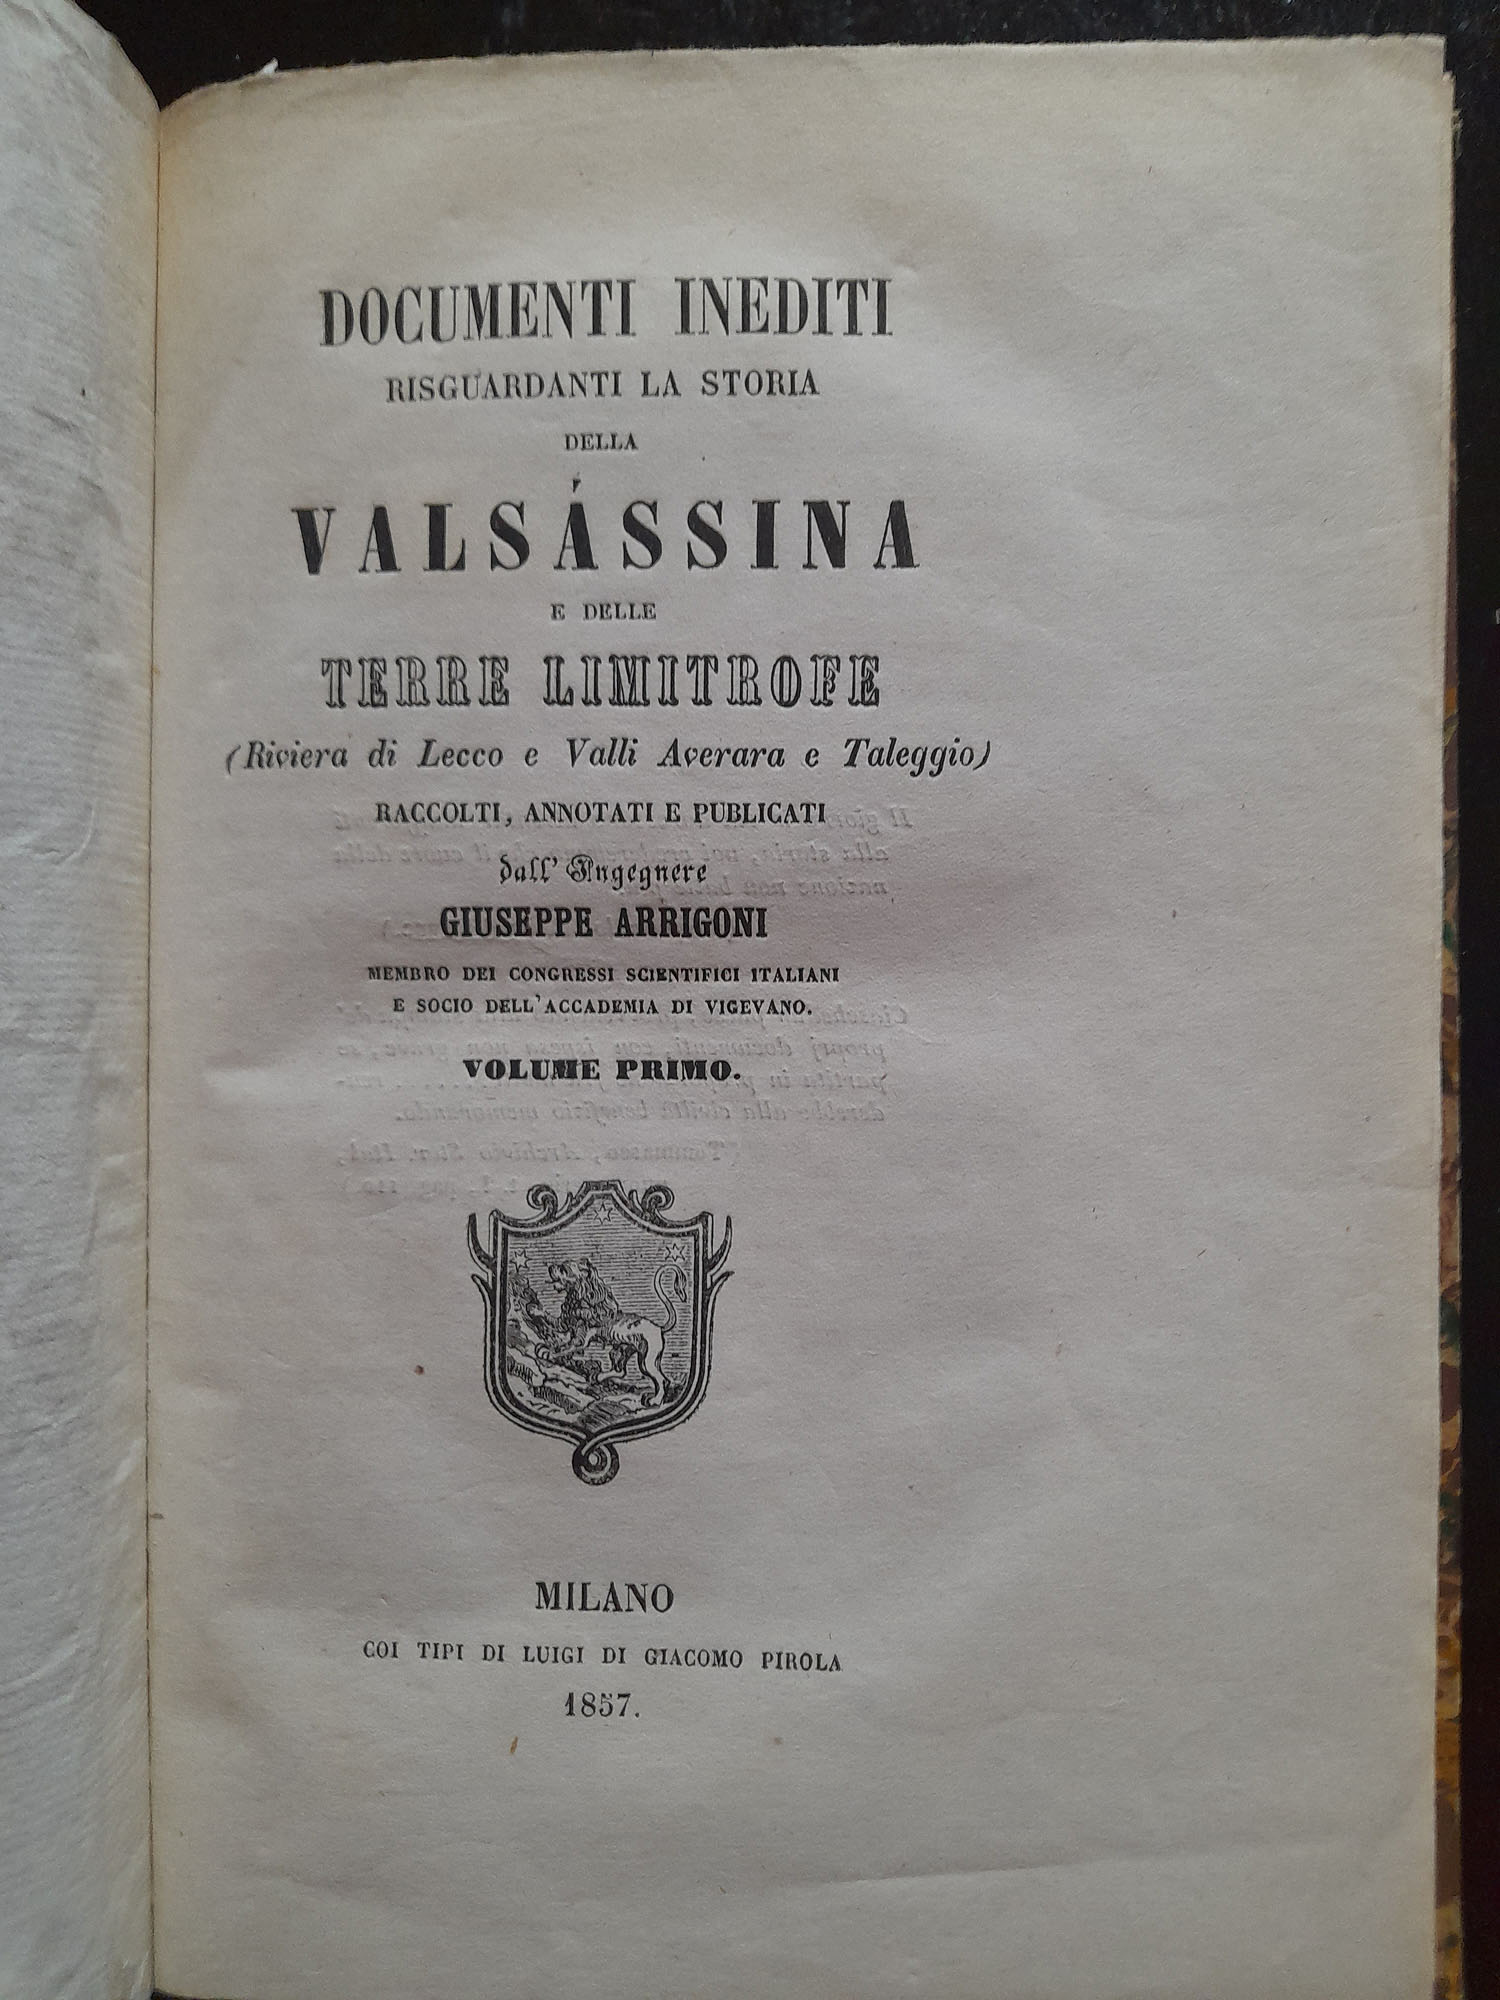 DOCUMENTI INEDITI
RISGUARDANTI LA STORIA
DELLA
VALSÁSSINA
E DELLE
TERRE LIMITROFE
(Riviera di Lecco e Valli Averara e Taleggio)
RACCOLTI, ANNOTATI E PUBLICATI
dall' Ingegnere
GIUSEPPE ARRIGONI
MEMBRO DEI CONGRESSI SCIENTIFICI ITALIANI
E SOCIO DELL'ACCADEMIA DI VIGEVANO.
VOLUME PRIMO.
MILANO
COI TIPI DI LUIGI DI GIACOMO PIROLA
1857.